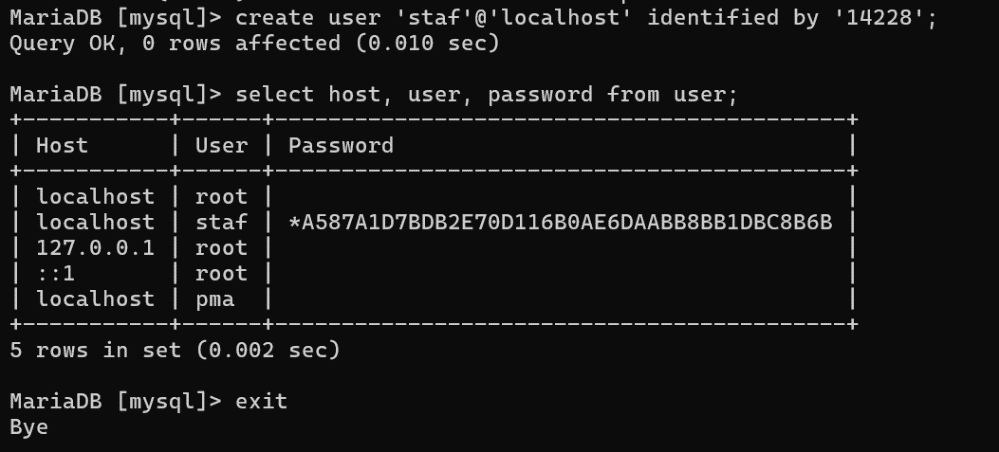 MariaDB [mysql]> create user 'staf'@'localhost' identified by '14228';
Query OK, 0 rows affected (0.010 sec)
MariaDB [mysql]> select host, user, password from user;
+-----------+------+-------------------------------------------+
| Host      | User | Password                                  |
+-----------+------+-------------------------------------------+
| localhost | root |                                           |
| localhost | staf | *A587A1D7BDB2E70D116B0AE6DAABB8BB1DBC8B6B |
| 127.0.0.1 | root |                                           |
| ::1       | root |                                           |
| localhost | pma  |                                           |
+-----------+------+-------------------------------------------+
5 rows in set (0.002 sec)
MariaDB [mysql]> exit
Bye